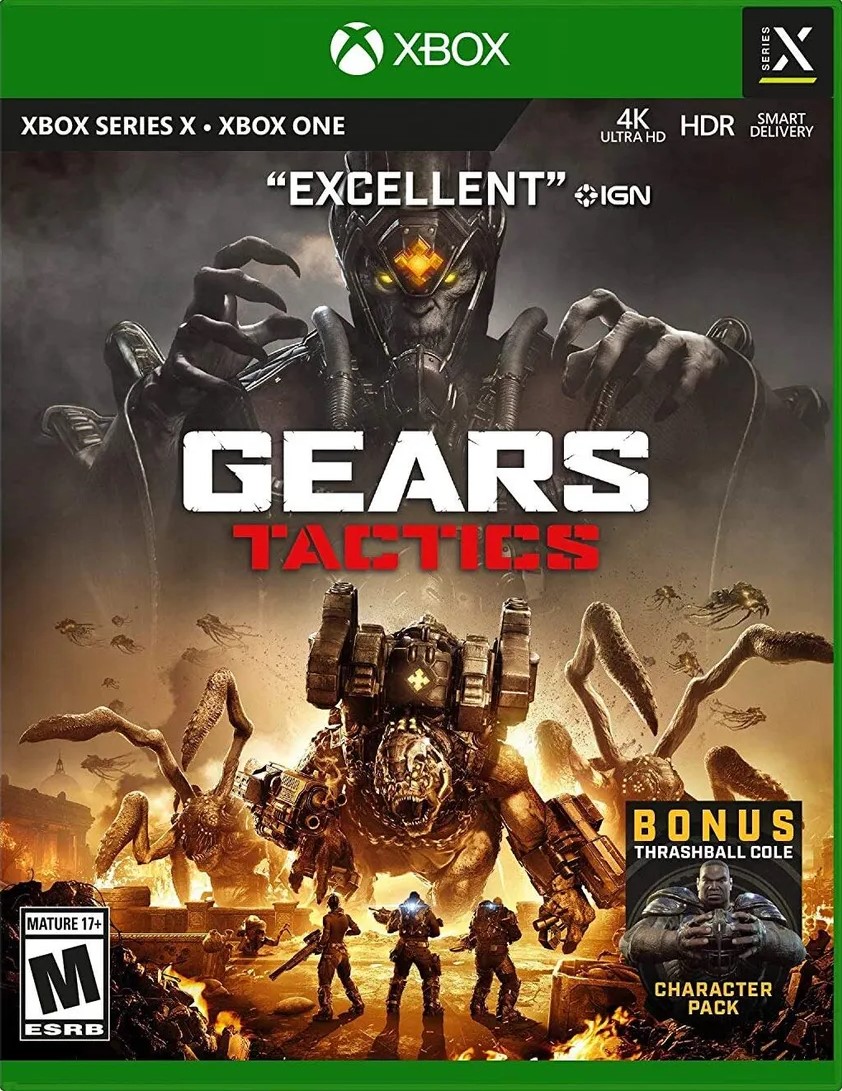 XBOX
SERIES X
XBOX SERIES X • XBOX ONE
4K
ULTRA HD
HDR
SMART
DELIVERY
“EXCELLENT” IGN
GEARS
TACTICS
BONUS
THRASHBALL COLE
CHARACTER
PACK
MATURE 17+
M
ESRB